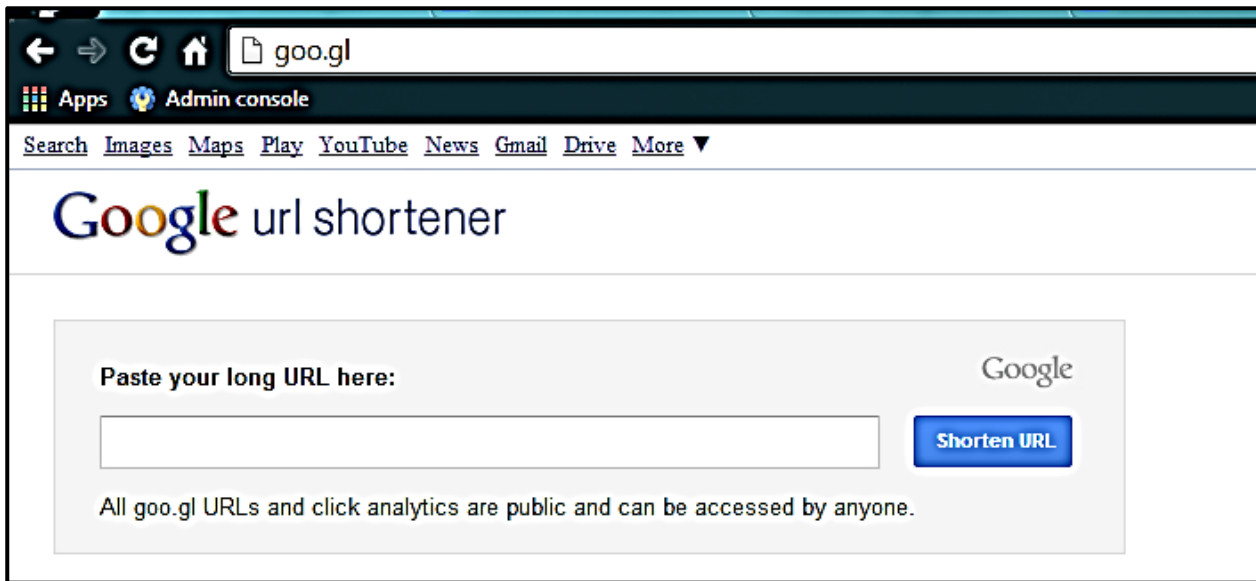 goo.gl
Apps Admin console
Search Images Maps Play YouTube News Gmail Drive More ▼
Google url shortener
Google
Paste your long URL here:
Shorten URL
All goo.gl URLs and click analytics are public and can be accessed by anyone.